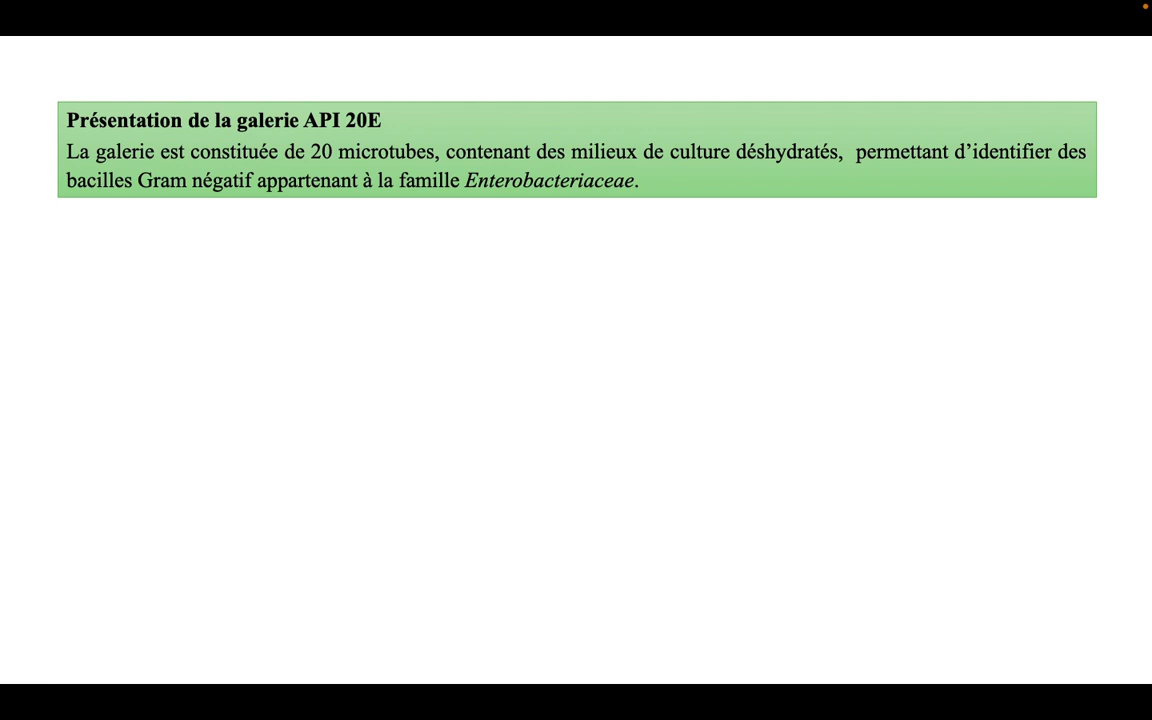 Présentation de la galerie API 20E
La galerie est constituée de 20 microtubes, contenant des milieux de culture déshydratés,  permettant d’identifier des
bacilles Gram négatif appartenant à la famille Enterobacteriaceae.